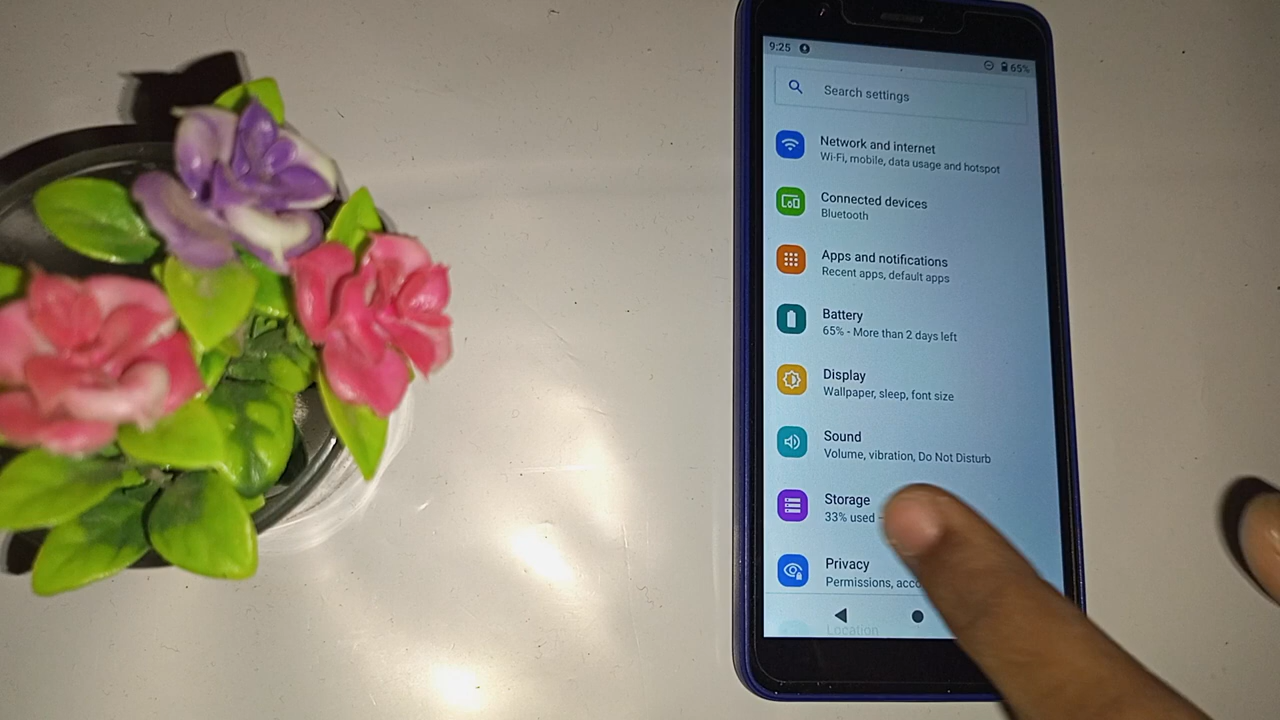 9:25
65%
Search settings
Network and internet
Wi-Fi, mobile, data usage and hotspot
Connected devices
Bluetooth
Apps and notifications
Recent apps, default apps
Battery
65% - More than 2 days left
Display
Wallpaper, sleep, font size
Sound
Volume, vibration, Do Not Disturb
Storage
33% used -
Privacy
Permissions, acco
Location